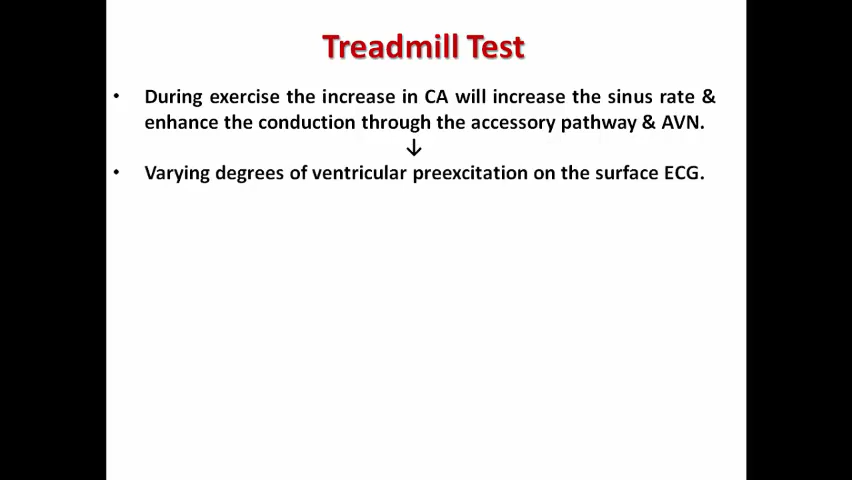 Treadmill Test
• During exercise the increase in CA will increase the sinus rate &
enhance the conduction through the accessory pathway & AVN.
↓
• Varying degrees of ventricular preexcitation on the surface ECG.